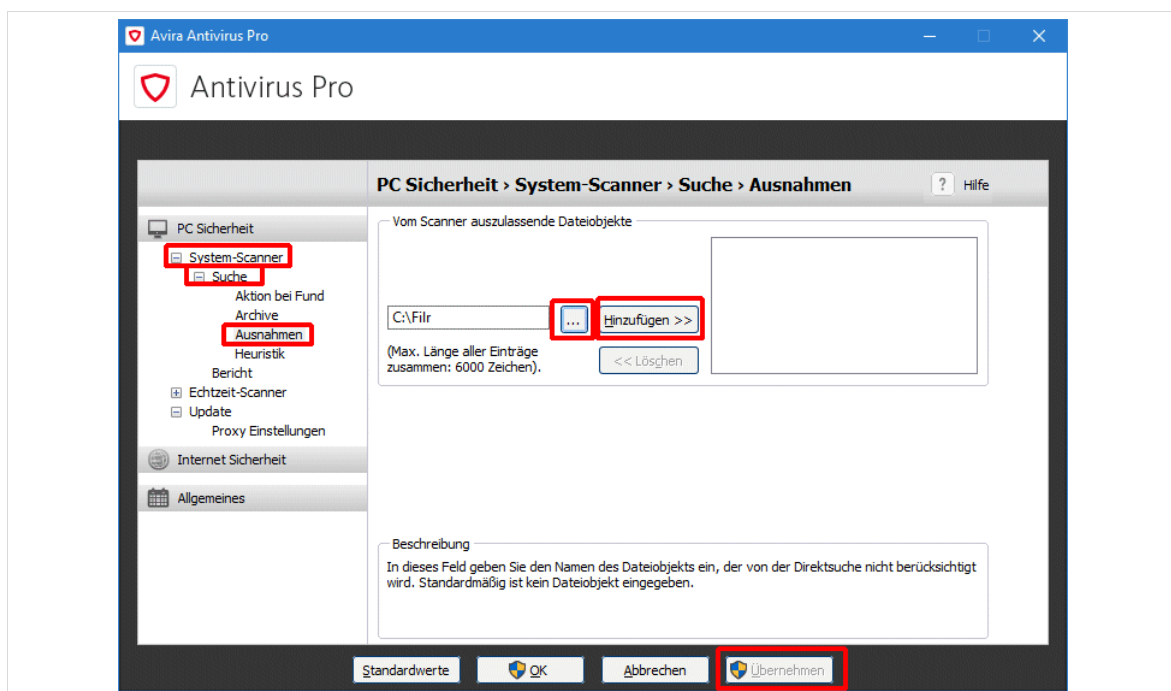 Avira Antivirus Pro
Antivirus Pro
PC Sicherheit › System-Scanner › Suche › Ausnahmen
? Hilfe
PC Sicherheit
System-Scanner
Suche
Aktion bei Fund
Archive
Ausnahmen
Heuristik
Bericht
Echtzeit-Scanner
Update
Proxy Einstellungen
Internet Sicherheit
Allgemeines
Vom Scanner auszulassende Dateiobjekte
C:\Filr
...
Hinzufügen >>
(Max. Länge aller Einträge
zusammen: 6000 Zeichen).
<< Löschen
Beschreibung
In dieses Feld geben Sie den Namen des Dateiobjekts ein, der von der Direktsuche nicht berücksichtigt
wird. Standardmäßig ist kein Dateiobjekt eingegeben.
Standardwerte
OK
Abbrechen
Übernehmen